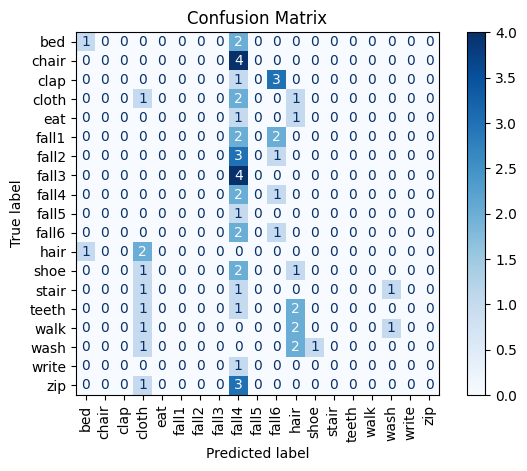 Confusion Matrix
bed 1 0 0 0 0 0 0 0 2 0 0 0 0 0 0 0 0 0 0
chair 0 0 0 0 0 0 0 0 4 0 0 0 0 0 0 0 0 0 0
clap 0 0 0 0 0 0 0 0 1 0 3 0 0 0 0 0 0 0 0
cloth 0 0 0 1 0 0 0 0 2 0 0 1 0 0 0 0 0 0 0
eat 0 0 0 0 0 0 0 0 1 0 0 1 0 0 0 0 0 0 0
fall1 0 0 0 0 0 0 0 0 2 0 2 0 0 0 0 0 0 0 0
fall2 0 0 0 0 0 0 0 0 3 0 1 0 0 0 0 0 0 0 0
fall3 0 0 0 0 0 0 0 0 4 0 0 0 0 0 0 0 0 0 0
fall4 0 0 0 0 0 0 0 0 2 0 1 0 0 0 0 0 0 0 0
fall5 0 0 0 0 0 0 0 0 1 0 0 0 0 0 0 0 0 0 0
fall6 0 0 0 0 0 0 0 0 2 0 1 0 0 0 0 0 0 0 0
hair 1 0 0 2 0 0 0 0 0 0 0 0 0 0 0 0 0 0 0
shoe 0 0 0 1 0 0 0 0 2 0 0 1 0 0 0 0 0 0 0
stair 0 0 0 1 0 0 0 0 1 0 0 0 0 0 0 0 1 0 0
teeth 0 0 0 1 0 0 0 0 1 0 0 2 0 0 0 0 0 0 0
walk 0 0 0 1 0 0 0 0 0 0 0 2 0 0 0 0 1 0 0
wash 0 0 0 1 0 0 0 0 0 0 0 2 1 0 0 0 0 0 0
write 0 0 0 0 0 0 0 0 1 0 0 0 0 0 0 0 0 0 0
zip 0 0 0 1 0 0 0 0 3 0 0 0 0 0 0 0 0 0 0
True label
bed chair clap cloth eat fall1 fall2 fall3 fall4 fall5 fall6 hair shoe stair teeth walk wash write zip
Predicted label
4.0
3.5
3.0
2.5
2.0
1.5
1.0
0.5
0.0